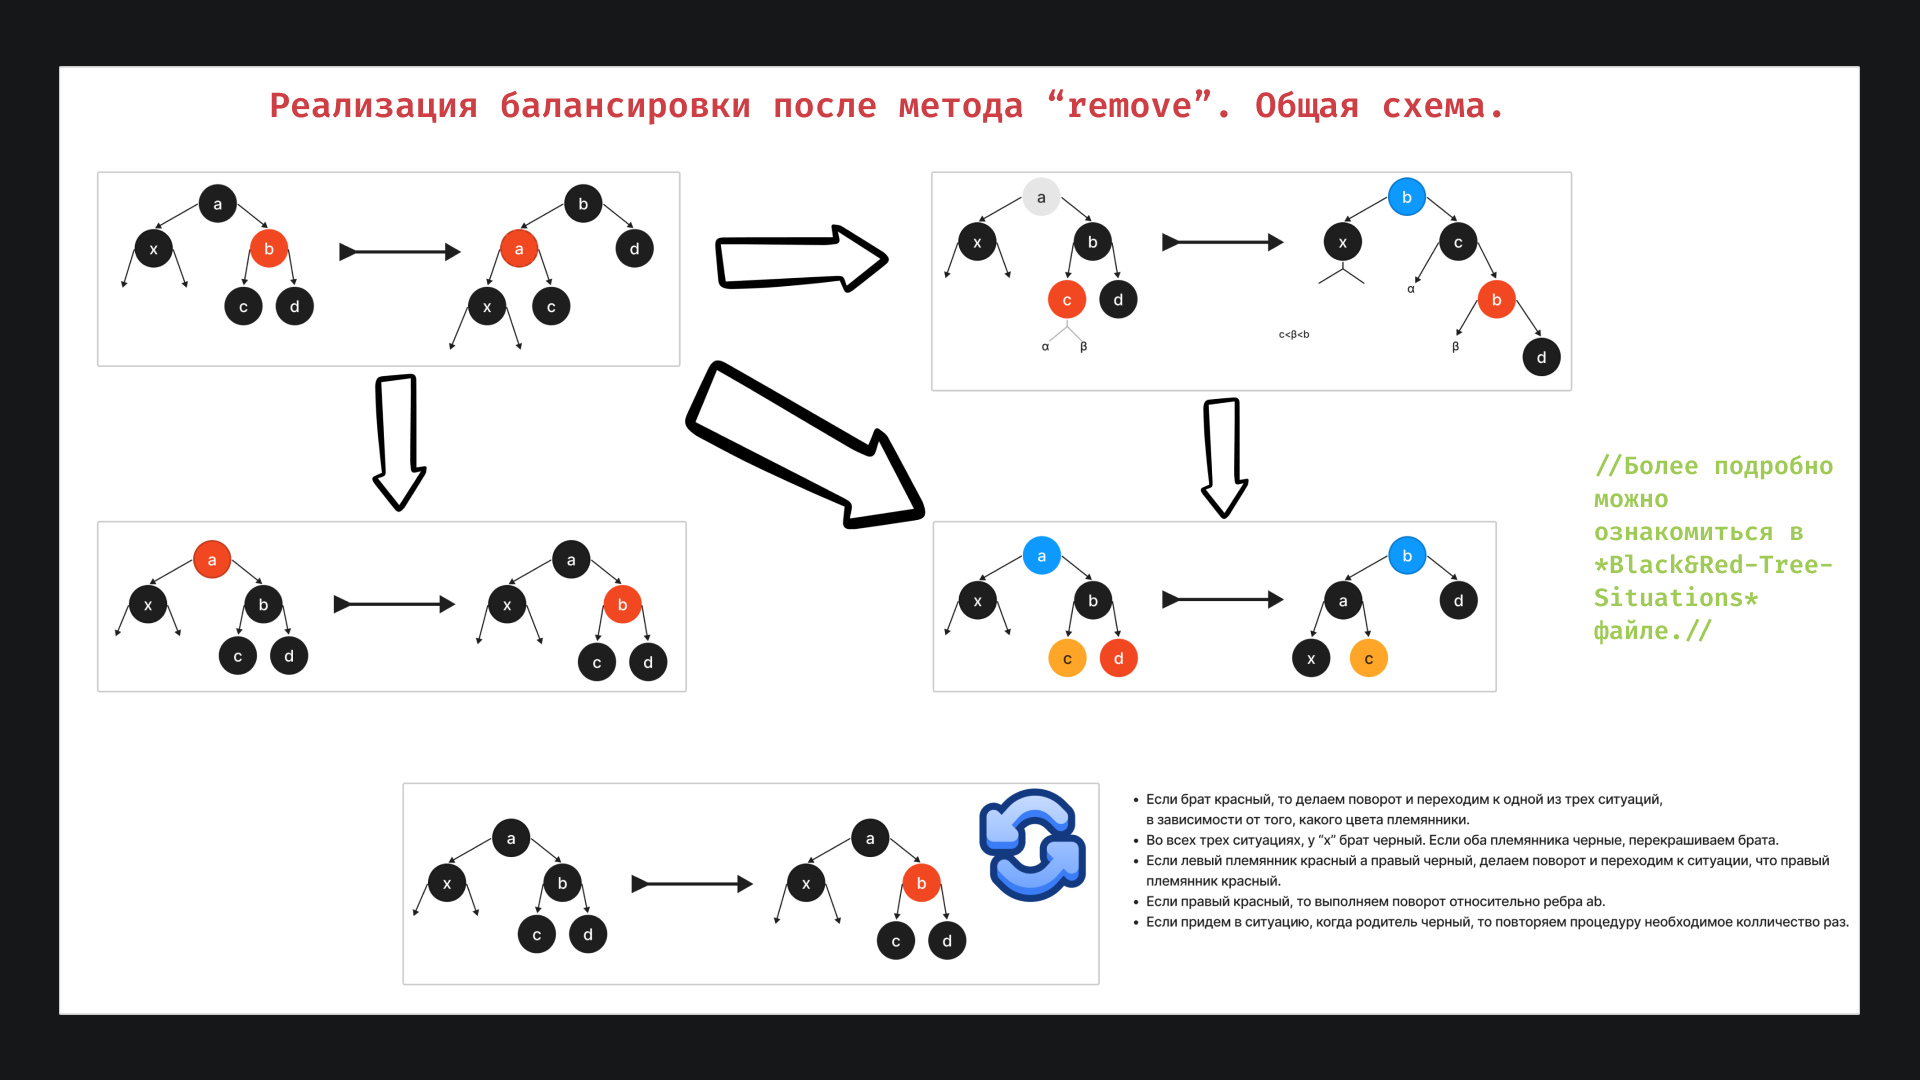 Реализация балансировки после метода “remove”. Общая схема.
a
x
b
c
d
b
a
d
x
c
a
x
b
c
d
α
β
c<β<b
b
x
c
α
b
β
d
//Более подробно
можно
ознакомиться в
*Black&Red-Tree-
Situations*
файле.//
a
x
b
c
d
a
x
b
c
d
a
x
b
c
d
b
a
d
x
c
a
x
b
c
d
a
x
b
c
d
• Если брат красный, то делаем поворот и переходим к одной из трех ситуаций,
в зависимости от того, какого цвета племянники.
• Во всех трех ситуациях, у “x” брат черный. Если оба племянника черные, перекрашиваем брата.
• Если левый племянник красный а правый черный, делаем поворот и переходим к ситуации, что правый
племянник красный.
• Если правый красный, то выполняем поворот относительно ребра ab.
• Если придем в ситуацию, когда родитель черный, то повторяем процедуру необходимое колличество раз.